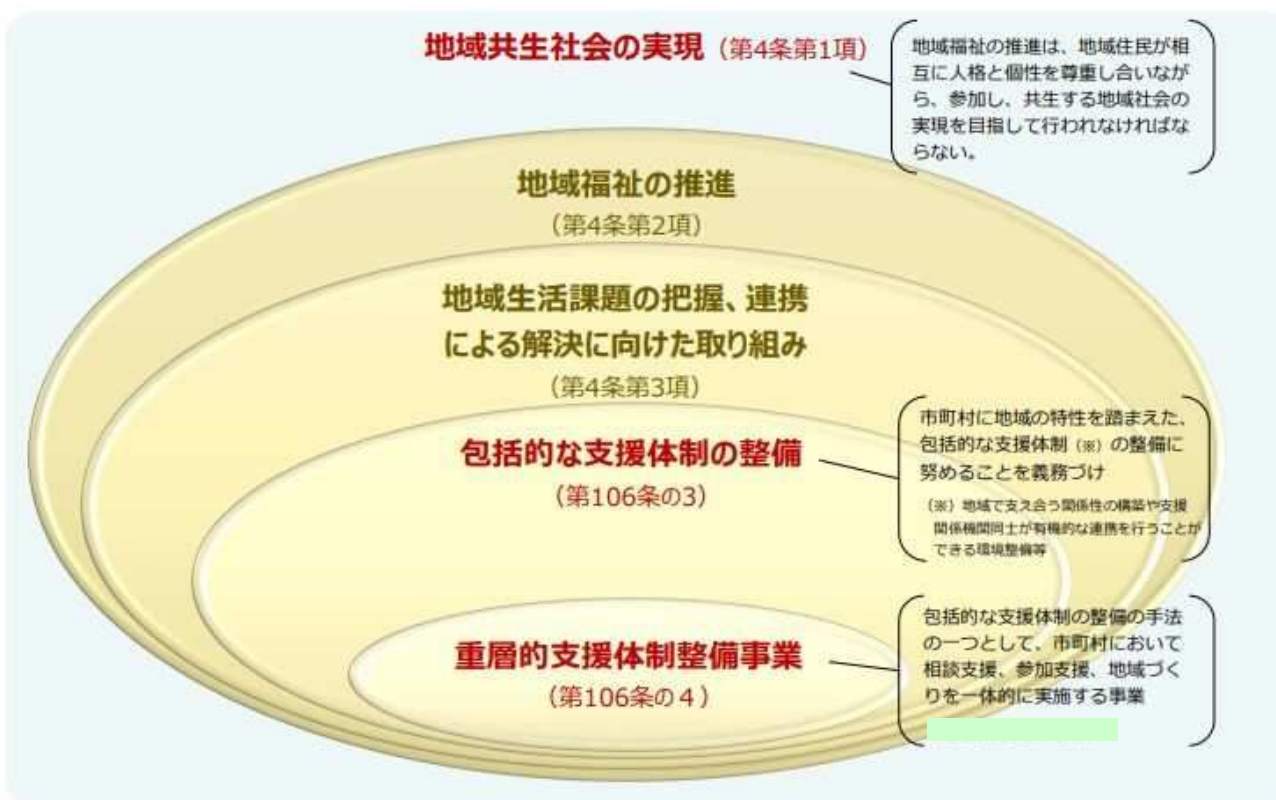 地域共生社会の実現（第4条第1項）
地域福祉の推進は、地域住民が相
互に人格と個性を尊重し合いなが
ら、参加し、共生する地域社会の
実現を目指して行われなければな
らない。
地域福祉の推進
（第4条第2項）
地域生活課題の把握、連携
による解決に向けた取り組み
（第4条第3項）
包括的な支援体制の整備
（第106条の3）
市町村に地域の特性を踏まえた、
包括的な支援体制（※）の整備に
努めることを義務づけ
（※）地域で支え合う関係性の構築や支援
関係機関同士が有機的な連携を行うことが
できる環境整備等
重層的支援体制整備事業
（第106条の４）
包括的な支援体制の整備の手法
の一つとして、市町村において
相談支援、参加支援、地域づく
りを一体的に実施する事業